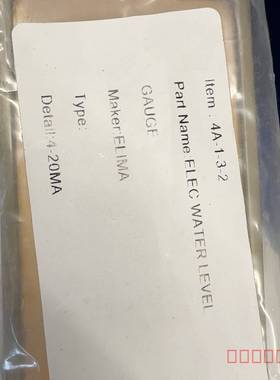 Item : 4A-1-3-2
Part Name ELEC WATER LEVEL
GAUGE
Maker:ELIMA
Type:
Detail:4-20MA